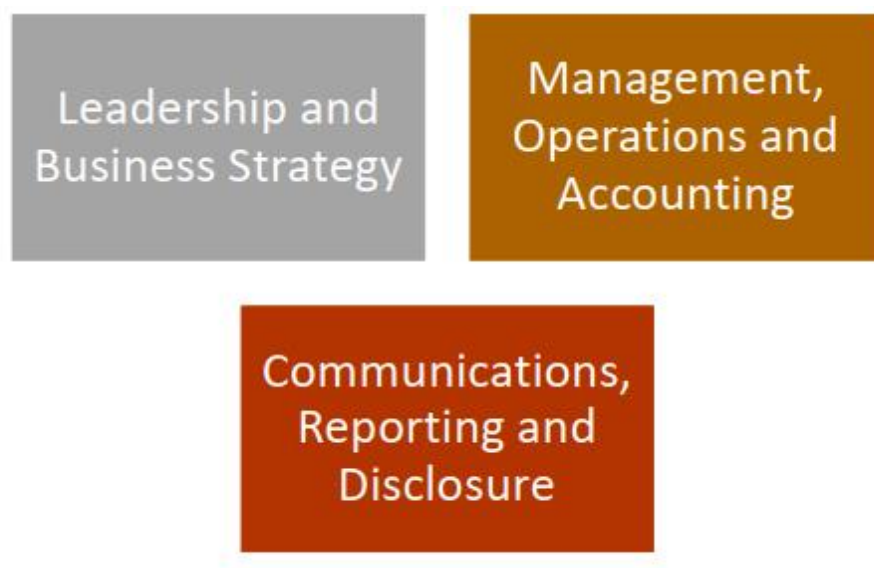 Leadership and
Business Strategy
Management,
Operations and
Accounting
Communications,
Reporting and
Disclosure